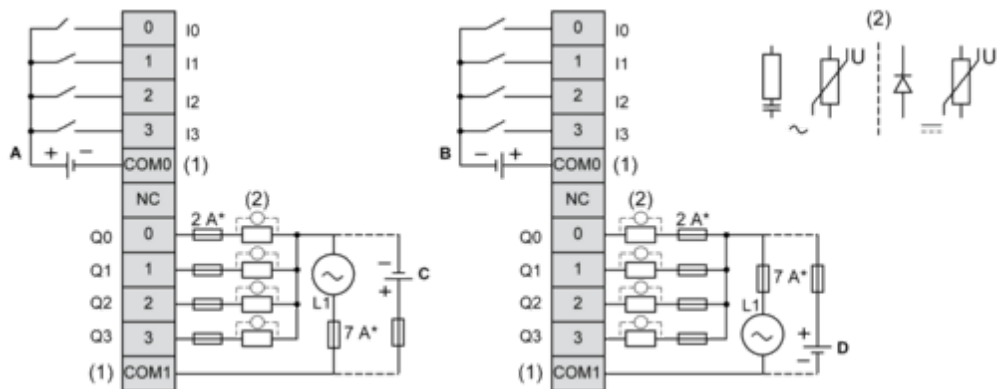 0 I0
1 I1
2 I2
3 I3
A + − COM0 (1)
NC
(2)
Q0 0 2 A*
Q1 1
Q2 2
Q3 3
L1 7 A*
− + C
(1) COM1
0 I0
1 I1
2 I2
3 I3
B − + COM0 (1)
NC
(2)
Q0 0 2 A*
Q1 1
Q2 2
Q3 3
7 A*
L1
+ − D
(1) COM1
(2)
U U